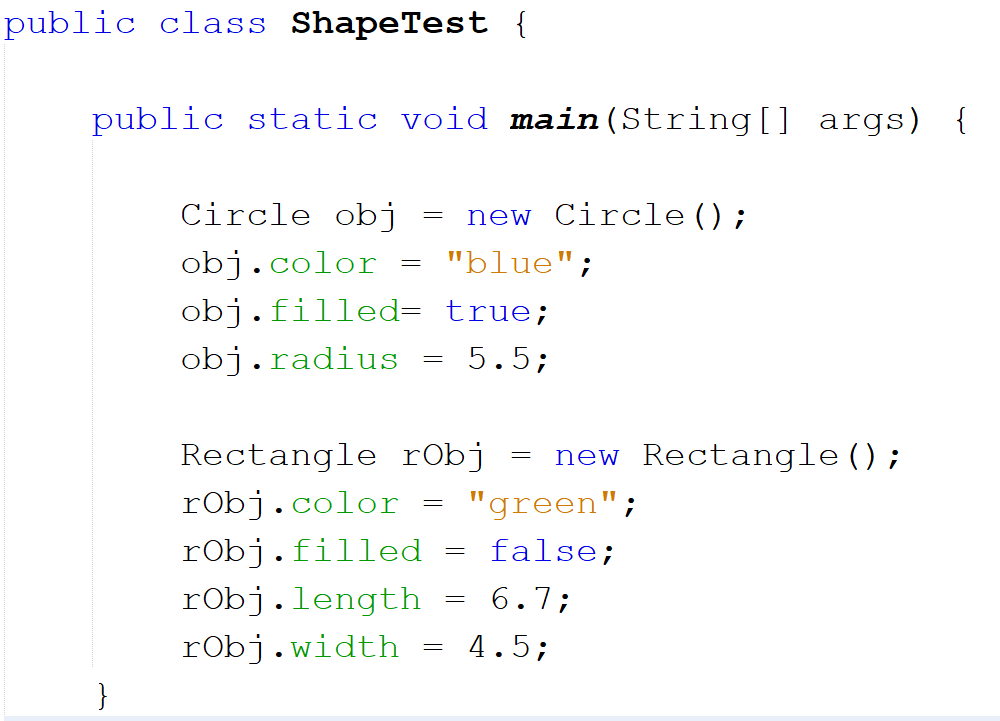 public class ShapeTest {
public static void main(String[] args) {
Circle obj = new Circle();
obj.color = "blue";
obj.filled= true;
obj.radius = 5.5;
Rectangle rObj = new Rectangle();
rObj.color = "green";
rObj.filled = false;
rObj.length = 6.7;
rObj.width = 4.5;
}